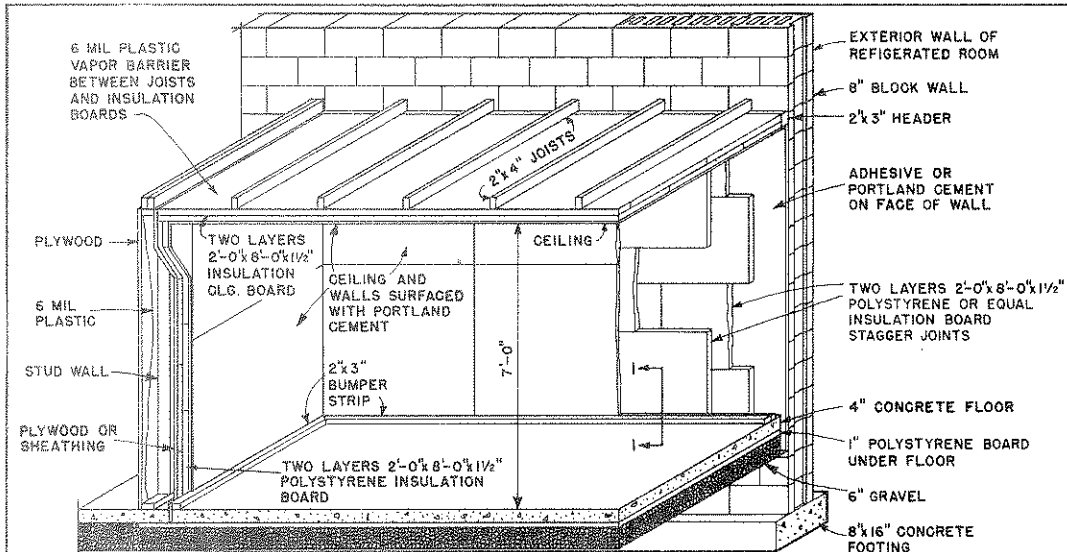 6 MIL PLASTIC
VAPOR BARRIER
BETWEEN JOISTS
AND INSULATION
BOARDS
2"x 4" JOISTS
PLYWOOD
TWO LAYERS
2'-0"x 8'-0"x 1½"
INSULATION
CLG. BOARD
6 MIL
PLASTIC
STUD WALL
PLYWOOD OR
SHEATHING
CEILING AND
WALLS SURFACED
WITH PORTLAND
CEMENT
2"x 3"
BUMPER
STRIP
TWO LAYERS 2'-0"x 8'-0"x 1½"
POLYSTYRENE INSULATION
BOARD
CEILING
7'-0"
1
1
EXTERIOR WALL OF
REFIGERATED ROOM
8" BLOCK WALL
2"x 3" HEADER
ADHESIVE OR
PORTLAND CEMENT
ON FACE OF WALL
TWO LAYERS 2'-0"x 8'-0"x 1½"
POLYSTYRENE OR EQUAL
INSULATION BOARD
STAGGER JOINTS
4" CONCRETE FLOOR
1" POLYSTYRENE BOARD
UNDER FLOOR
6" GRAVEL
8"x 16" CONCRETE
FOOTING